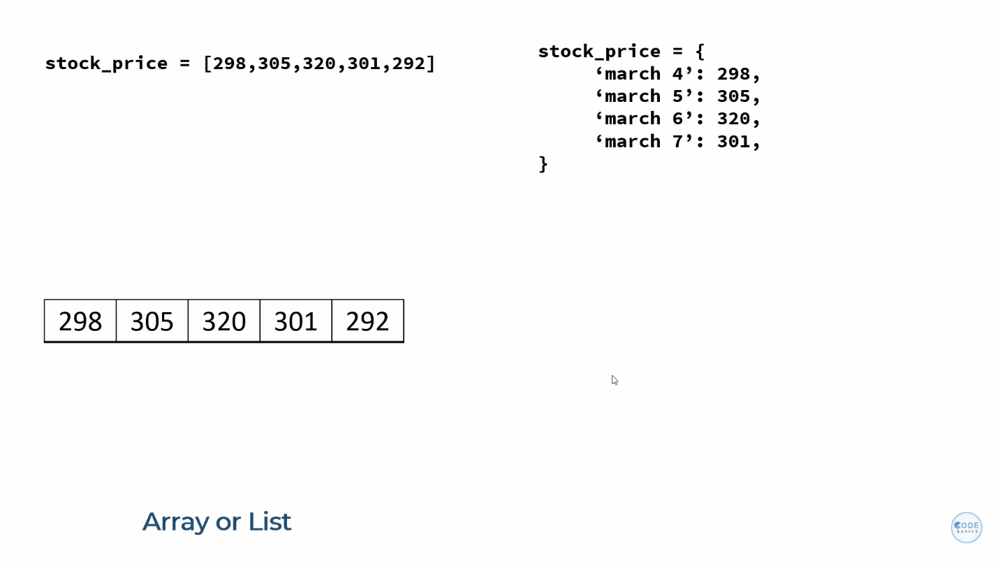 stock_price = [298,305,320,301,292]
stock_price = {
‘march 4’: 298,
‘march 5’: 305,
‘march 6’: 320,
‘march 7’: 301,
}
298 305 320 301 292
Array or List
CODE
BASICS